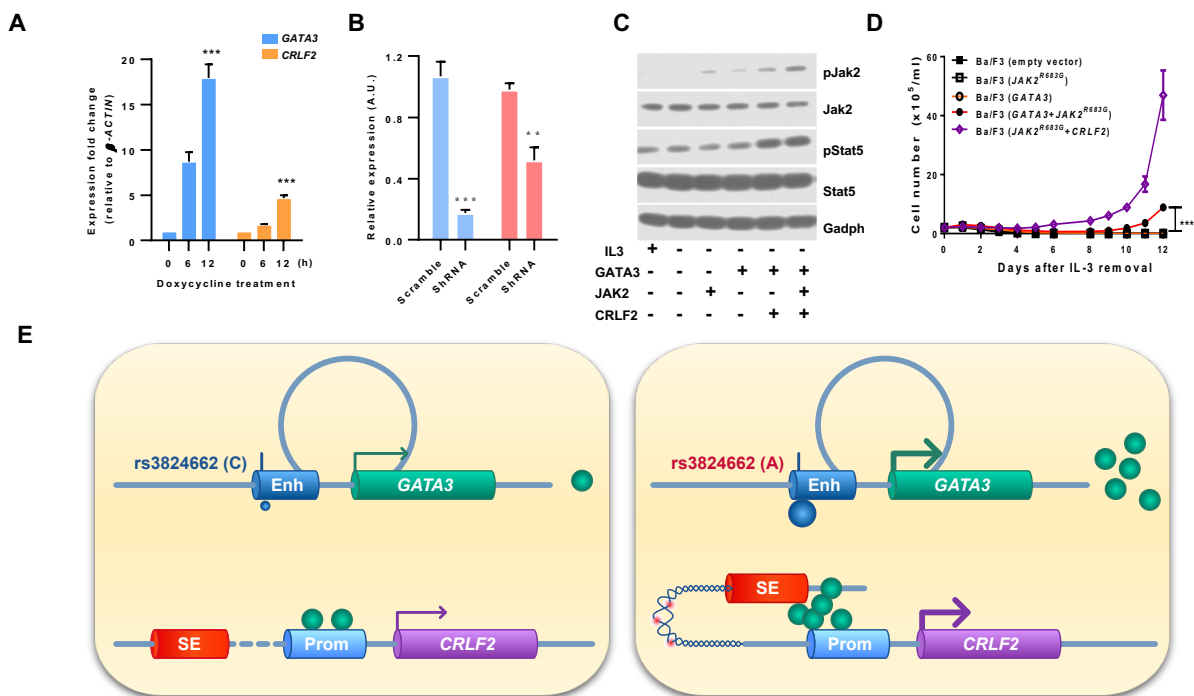 A
GATA3
CRLF2
***
***
20
15
10
5
0
Expression fold change
(relative to β-ACTIN)
0 6 12 0 6 12 (h)
Doxycycline treatment
B
1.2
0.8
0.4
0.0
Relative expression (A.U.)
***
**
Scramble
ShRNA
Scramble
ShRNA
C
pJak2
Jak2
pStat5
Stat5
Gadph
IL3 + - - - - -
GATA3 - - - + + +
JAK2 - - + - - +
CRLF2 - - - - + +
D
Ba/F3 (empty vector)
Ba/F3 (JAK2R683G)
Ba/F3 (GATA3)
Ba/F3 (GATA3+JAK2R683G)
Ba/F3 (JAK2R683G+CRLF2)
60
40
20
0
Cell number (x10⁵/ml)
***
0 2 4 6 8 10 12
Days after IL-3 removal
E
rs3824662 (C)
Enh
GATA3
SE
Prom
CRLF2
rs3824662 (A)
Enh
GATA3
SE
Prom
CRLF2